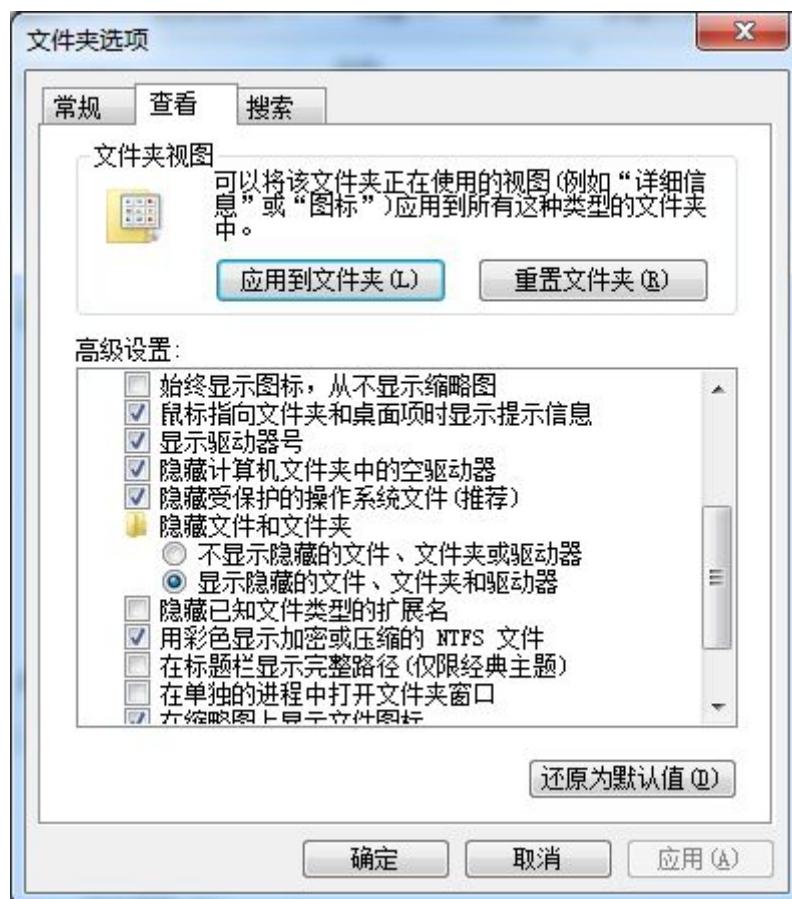 文件夹选项
常规 查看 搜索
文件夹视图
可以将该文件夹正在使用的视图(例如“详细信
息”或“图标”)应用到所有这种类型的文件夹
中。
应用到文件夹(L) 重置文件夹(R)
高级设置:
始终显示图标，从不显示缩略图
鼠标指向文件夹和桌面项时显示提示信息
显示驱动器号
隐藏计算机文件夹中的空驱动器
隐藏受保护的操作系统文件(推荐)
隐藏文件和文件夹
不显示隐藏的文件、文件夹或驱动器
显示隐藏的文件、文件夹和驱动器
隐藏已知文件类型的扩展名
用彩色显示加密或压缩的 NTFS 文件
在标题栏显示完整路径(仅限经典主题)
在单独的进程中打开文件夹窗口
在缩略图上显示文件图标
还原为默认值(D)
确定 取消 应用(A)